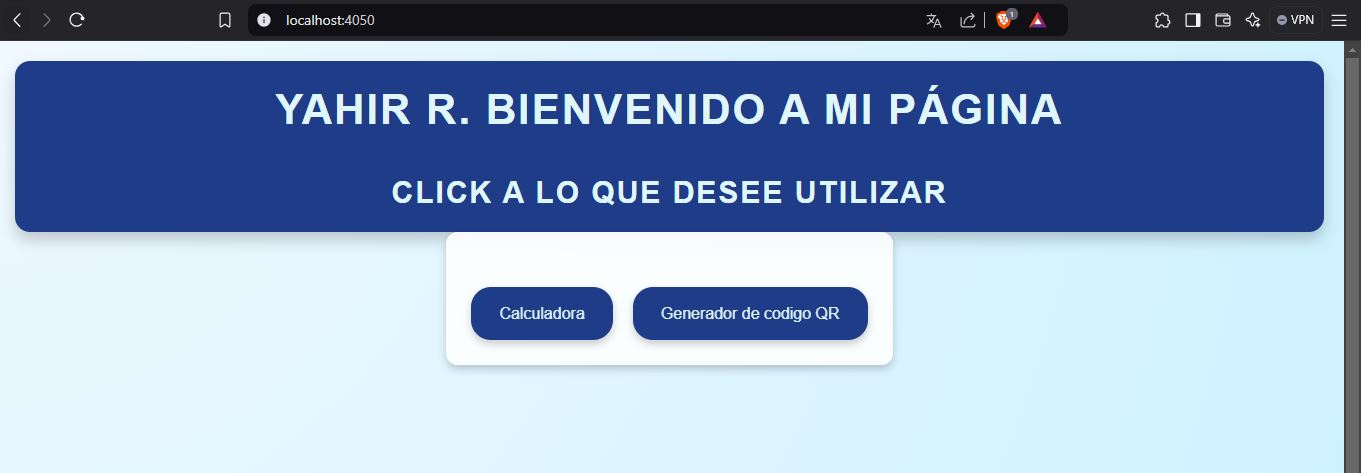 localhost:4050
1
VPN
YAHIR R. BIENVENIDO A MI PÁGINA
CLICK A LO QUE DESEE UTILIZAR
Calculadora
Generador de codigo QR